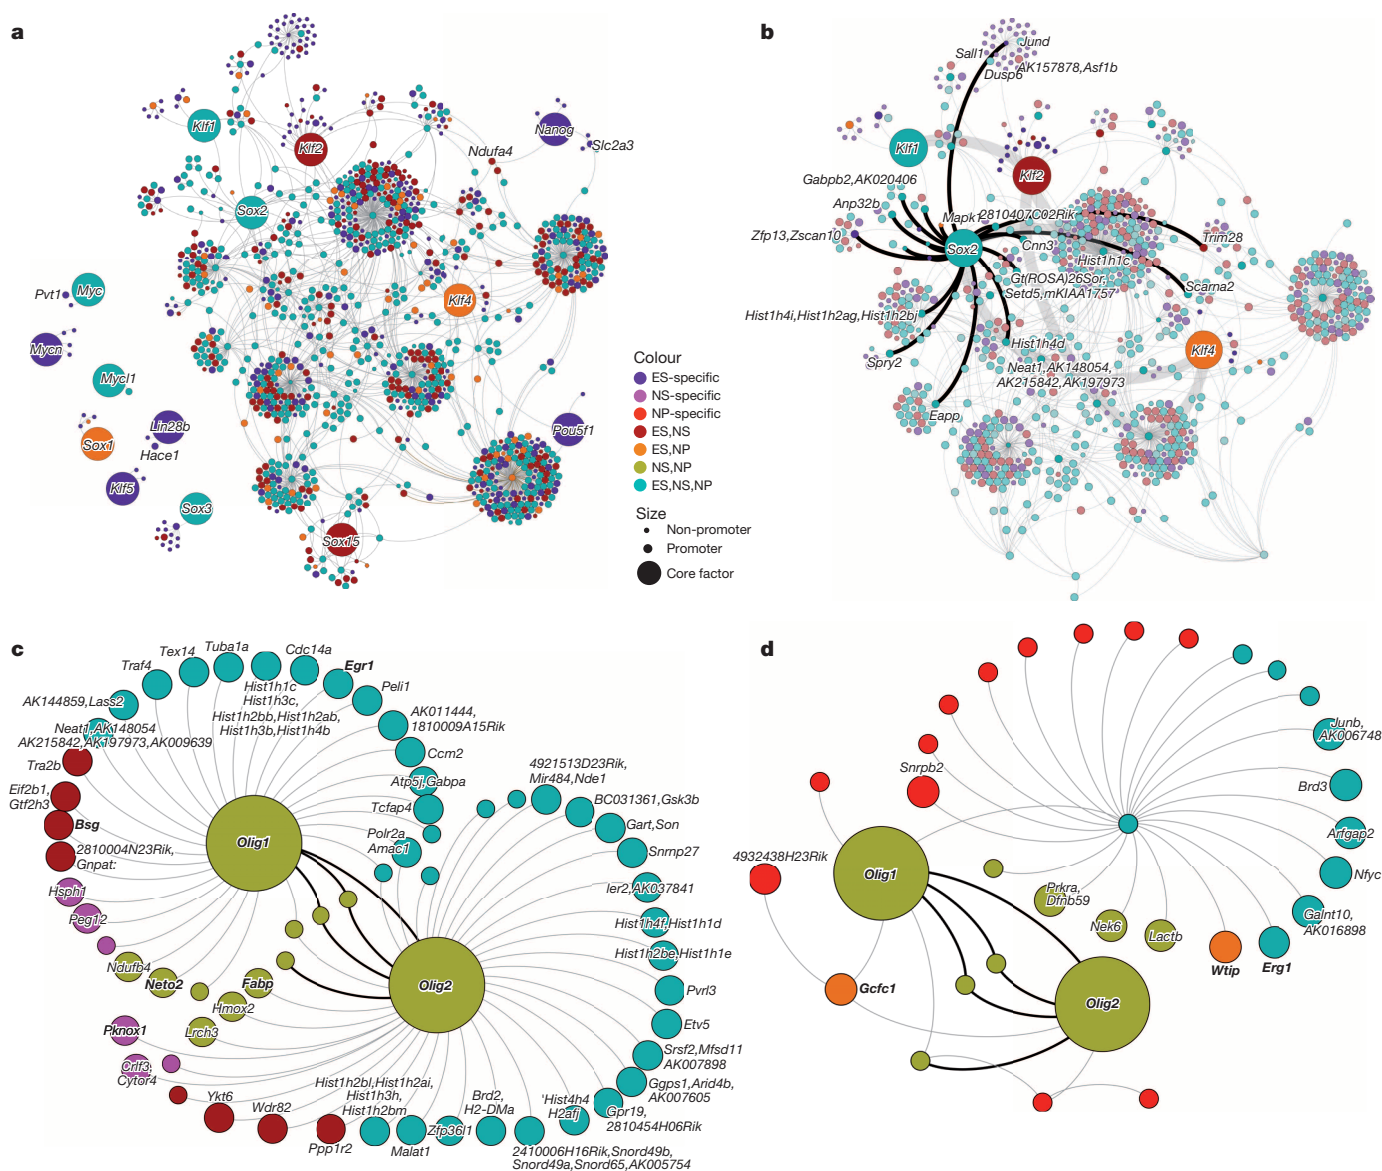 a
Klf1
Klf2
Nanog
Slc2a3
Ndufa4
Sox2
Pvt1
Myc
Klf4
Mycn
Mycl1
Lin28b
Sox1
Hace1
Pou5f1
Klf5
Sox3
Sox15
Colour
ES-specific
NS-specific
NP-specific
ES,NS
ES,NP
NS,NP
ES,NS,NP
Size
Non-promoter
Promoter
Core factor
b
Jund
Sall1
Dusp6
AK157878,Asf1b
Klf1
Klf2
Gabpb2,AK020406
Anp32b
Mapk1
2810407C02Rik
Zfp13,Zscan10
Sox2
Cnn3
Trim28
Hist1h1c
Gt(ROSA)26Sor,
Setd5,mKIAA1757
Scarna2
Hist1h4i,Hist1h2ag,Hist1h2bj
Hist1h4d
Klf4
Spry2
Neat1,AK148054,
AK215842,AK197973
Eapp
c
Tuba1a
Tex14
Cdc14a
Traf4
Egr1
Hist1h1c
Hist1h3c,
Hist1h2bb,Hist1h2ab,
Hist1h3b,Hist1h4b
Peli1
AK144859,Lass2
AK011444,
1810009A15Rik
Neat1,AK148054
AK215842,AK197973,AK009639
Ccm2
Tra2b
Atp5j,Gabpa
4921513D23Rik,
Mir484,Nde1
Eif2b1,
Gtf2h3
Tcfap4
BC031361,Gsk3b
Bsg
Gart,Son
2810004N23Rik,
Gnpat:
Olig1
Polr2a
Amac1
Snrnp27
Hsph1
Ier2,AK037841
Peg12
Hist1h4f,Hist1h1d
Hist1h2be,Hist1h1e
Ndufb4
Neto2
Fabp
Olig2
Pvrl3
Hmox2
Lrch3
Etv5
Pknox1
Srsf2,Mfsd11
AK007898
Crlf3,
Cytor4
Ggps1,Arid4b,
AK007605
Ykt6
Wdr82
Hist1h2bl,Hist1h2ai,
Hist1h3h,
Hist1h2bm
Brd2,
H2-DMa
'Hist4h4
H2afj
Gpr19,
2810454H06Rik
Ppp1r2
Malat1
Zfp36l1
2410006H16Rik,Snord49b,
Snord49a,Snord65,AK005754
d
Junb,
AK006748
Snrpb2
Brd3
Arfgap2
4932438H23Rik
Olig1
Nfyc
Prkra,
Dfnb59
Nek6
Lactb
Galnt10,
AK016898
Wtip
Erg1
Gcfc1
Olig2